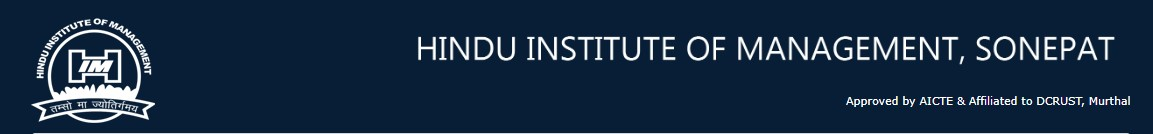 HINDU INSTITUTE OF MANAGEMENT
HIM
तमसो मा ज्योतिर्गमय
HINDU INSTITUTE OF MANAGEMENT, SONEPAT
Approved by AICTE & Affiliated to DCRUST, Murthal